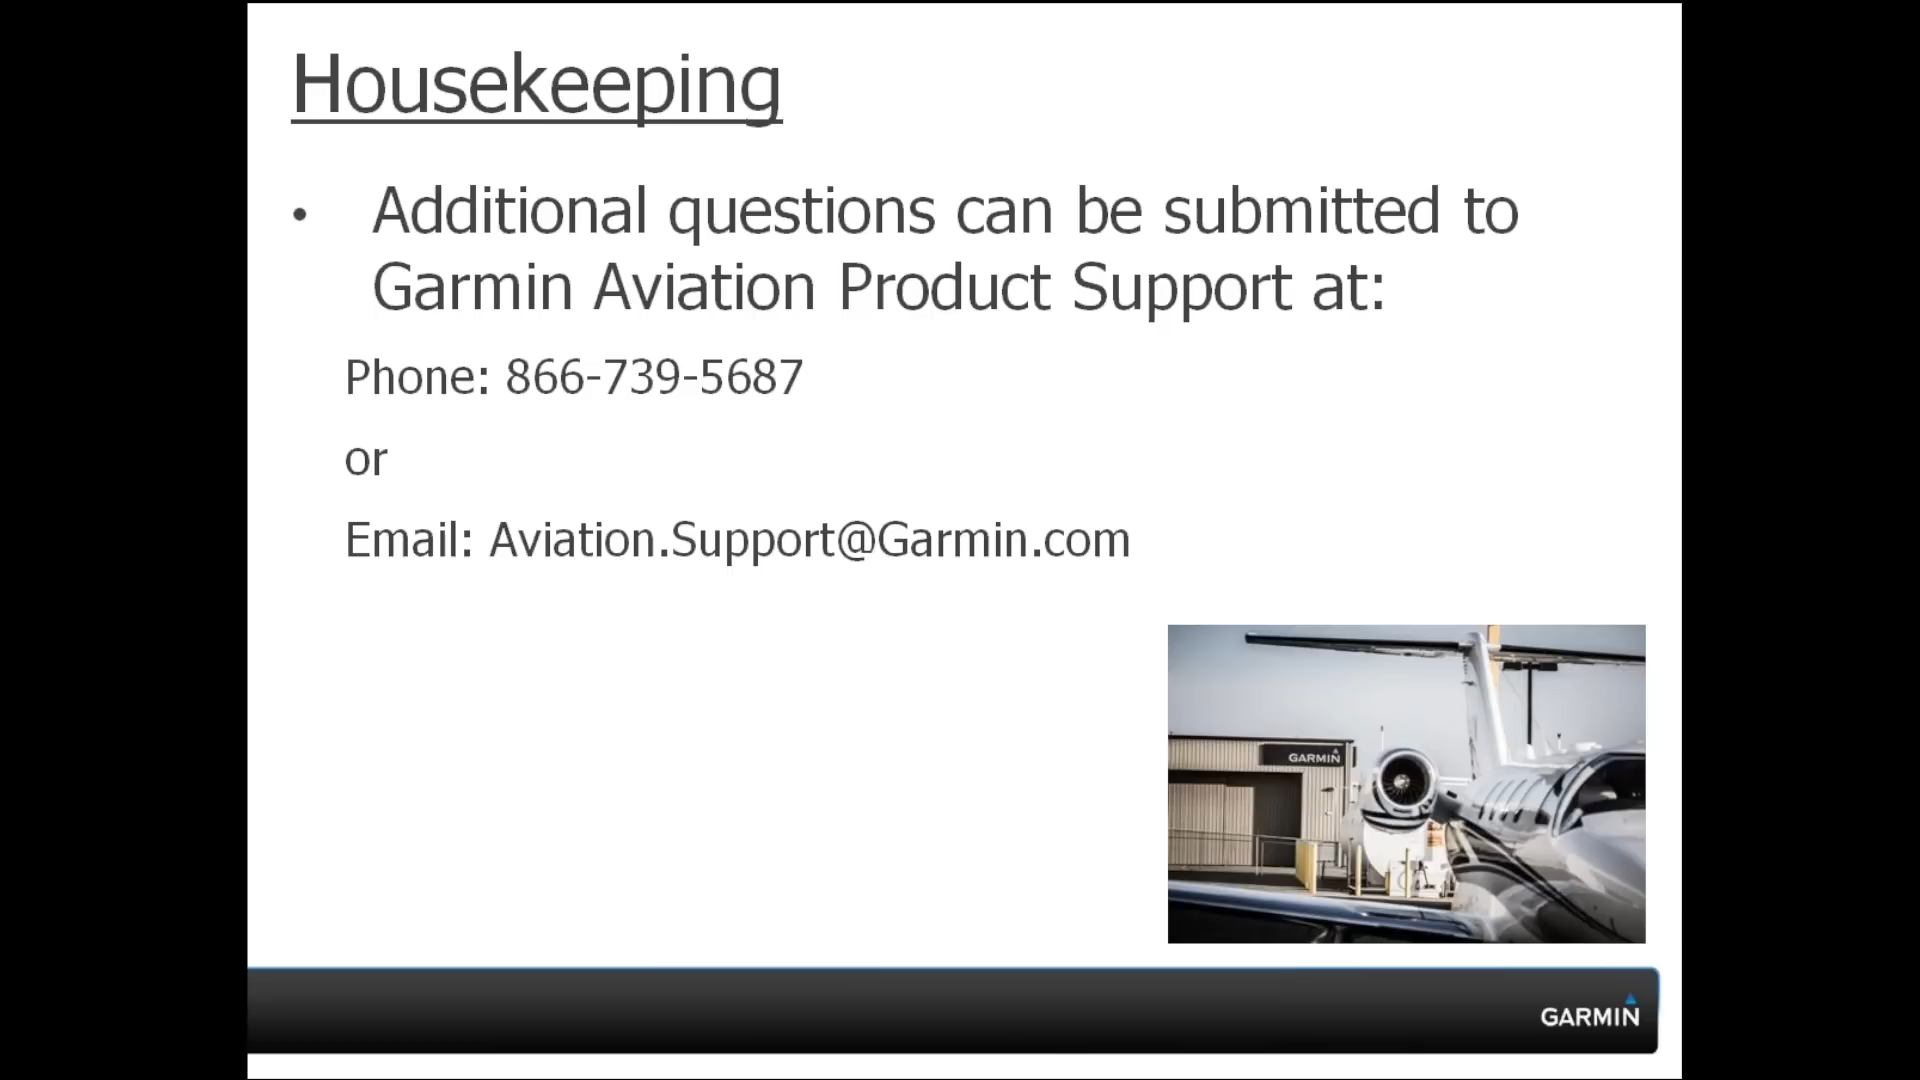 Housekeeping
• Additional questions can be submitted to
Garmin Aviation Product Support at:
Phone: 866-739-5687
or
Email: Aviation.Support@Garmin.com
GARMIN
GARMIN